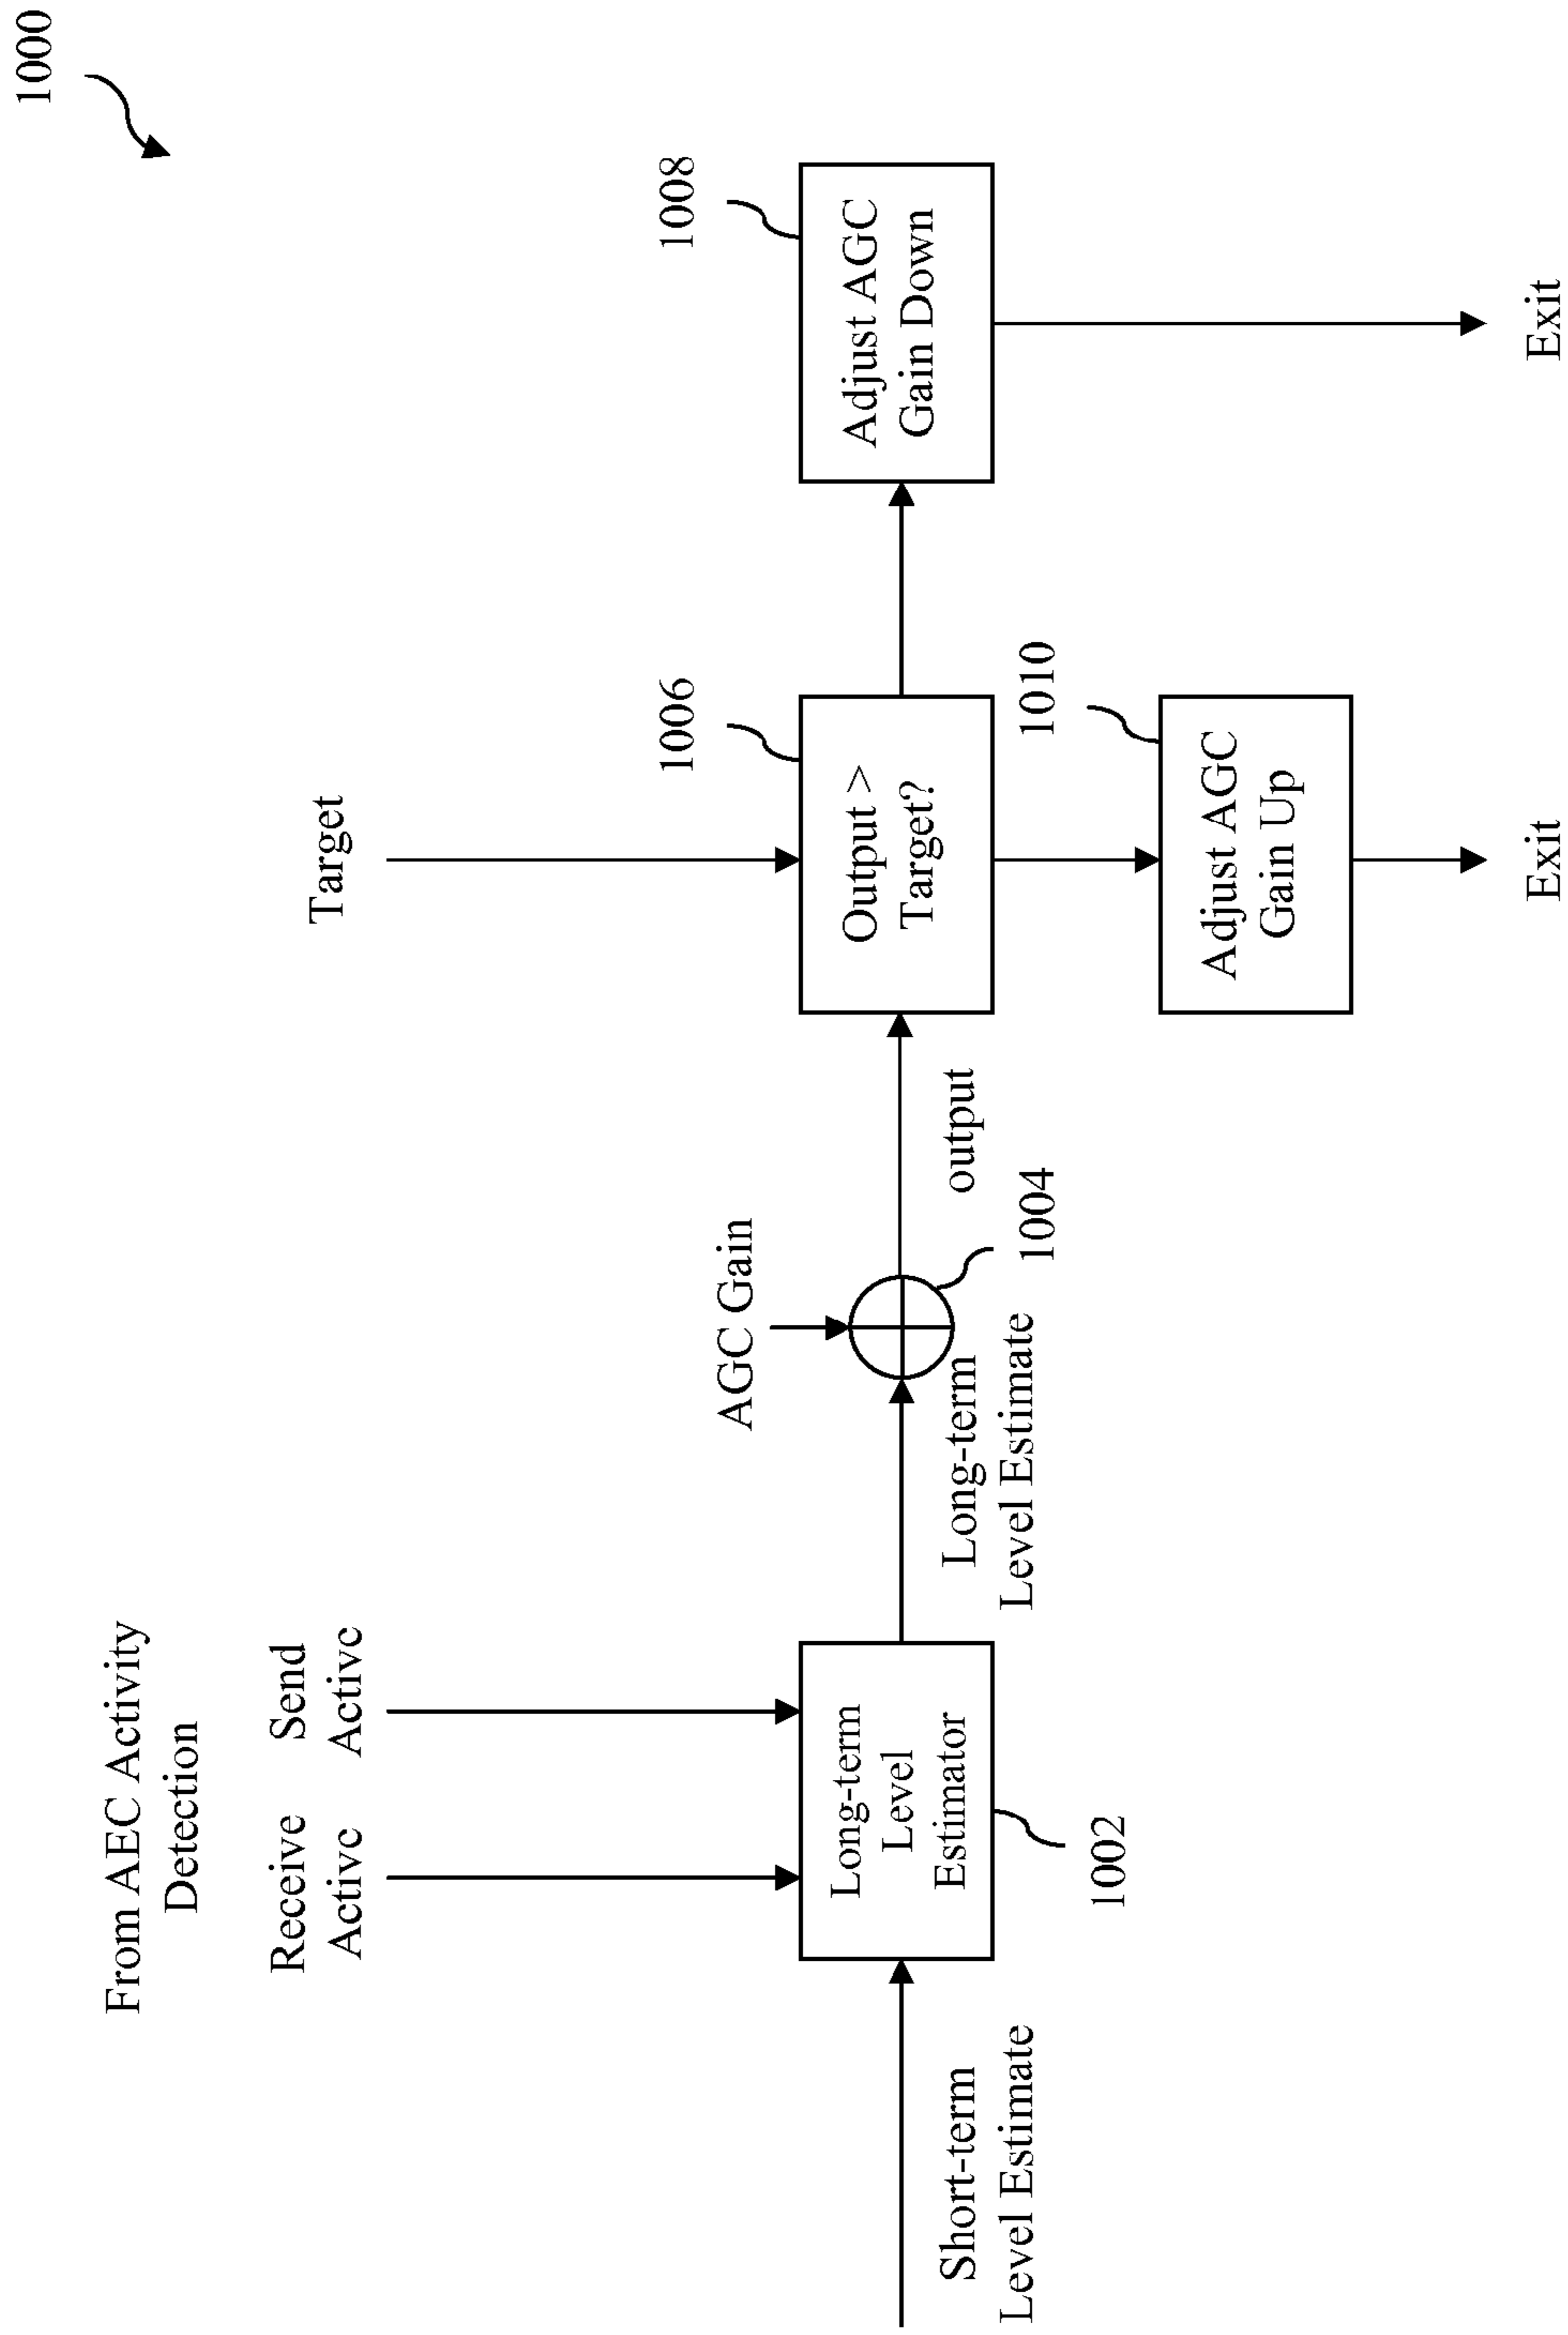 1000
From AEC Activity
Detection
Receive
Active
Send
Active
Target
Short-term
Level Estimate
Long-term
Level
Estimator
1002
Long-term
Level Estimate
AGC Gain
1004
output
Output >
Target?
1006
Adjust AGC
Gain Down
1008
Adjust AGC
Gain Up
1010
Exit
Exit